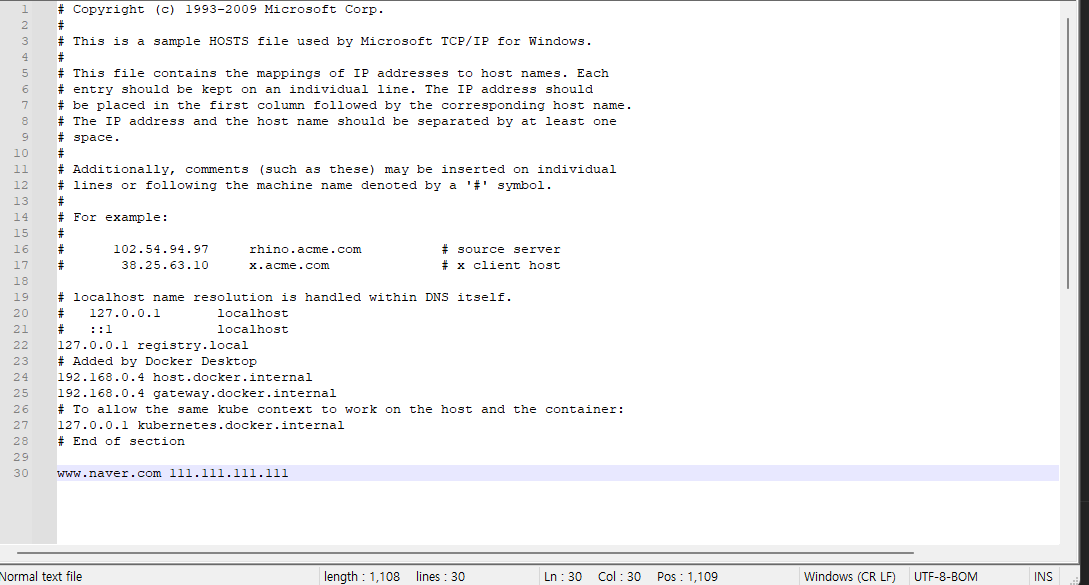 1 # Copyright (c) 1993-2009 Microsoft Corp.
2 #
3 # This is a sample HOSTS file used by Microsoft TCP/IP for Windows.
4 #
5 # This file contains the mappings of IP addresses to host names. Each
6 # entry should be kept on an individual line. The IP address should
7 # be placed in the first column followed by the corresponding host name.
8 # The IP address and the host name should be separated by at least one
9 # space.
10 #
11 # Additionally, comments (such as these) may be inserted on individual
12 # lines or following the machine name denoted by a '#' symbol.
13 #
14 # For example:
15 #
16 #      102.54.94.97     rhino.acme.com          # source server
17 #       38.25.63.10     x.acme.com              # x client host
18
19 # localhost name resolution is handled within DNS itself.
20 #   127.0.0.1       localhost
21 #   ::1             localhost
22 127.0.0.1 registry.local
23 # Added by Docker Desktop
24 192.168.0.4 host.docker.internal
25 192.168.0.4 gateway.docker.internal
26 # To allow the same kube context to work on the host and the container:
27 127.0.0.1 kubernetes.docker.internal
28 # End of section
29
30 www.naver.com 111.111.111.111
Normal text file length : 1,108 lines : 30 Ln : 30 Col : 30 Pos : 1,109 Windows (CR LF) UTF-8-BOM INS